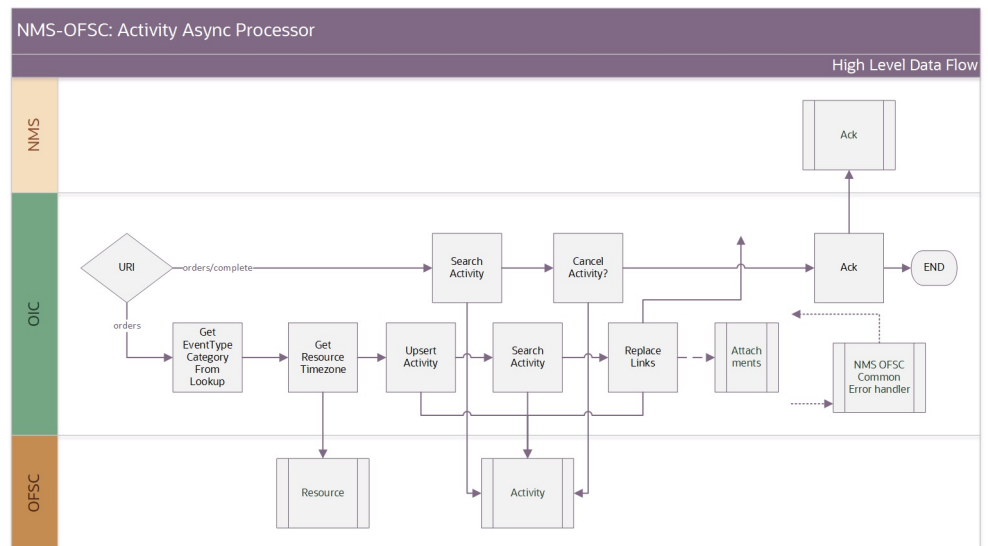 NMS-OFSC: Activity Async Processor
High Level Data Flow
NMS
Ack
OIC
URI
orders/complete
Search
Activity
Cancel
Activity?
Ack
END
orders
Get
EventType
Category
From
Lookup
Get
Resource
Timezone
Upsert
Activity
Search
Activity
Replace
Links
Attach
ments
NMS OFSC
Common
Error handler
OFSC
Resource
Activity